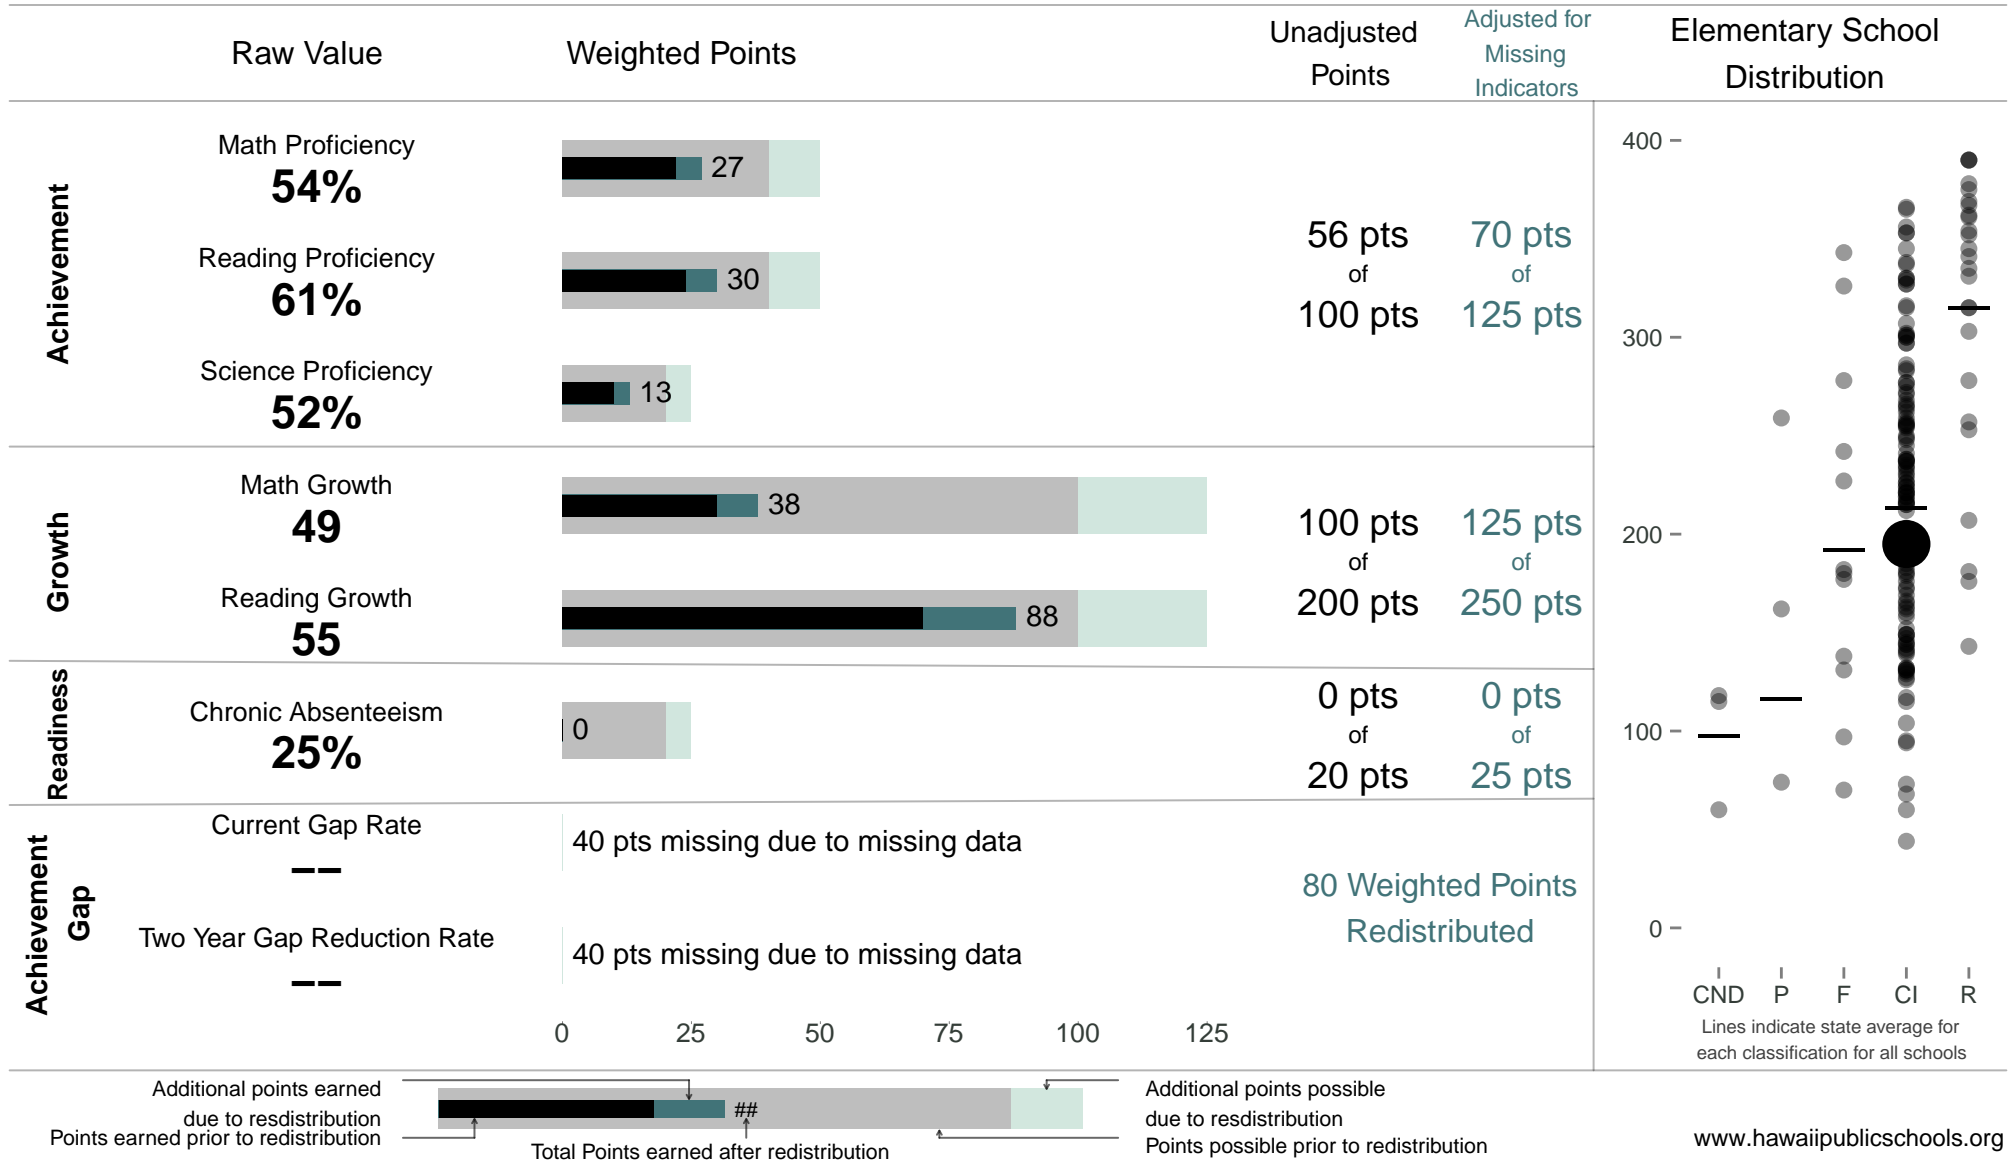 Raw Value
Weighted Points
Unadjusted
Points
Adjusted for
Missing
Indicators
Elementary School
Distribution
Achievement
Math Proficiency
54%
27
Reading Proficiency
61%
30
Science Proficiency
52%
13
56 pts
of
100 pts
70 pts
of
125 pts
Growth
Math Growth
49
38
Reading Growth
55
88
100 pts
of
200 pts
125 pts
of
250 pts
Readiness
Chronic Absenteeism
25%
0
0 pts
of
20 pts
0 pts
of
25 pts
Achievement
Gap
Current Gap Rate
––
40 pts missing due to missing data
Two Year Gap Reduction Rate
––
40 pts missing due to missing data
80 Weighted Points
Redistributed
0 25 50 75 100 125
400
300
200
100
0
CND P F CI R
Lines indicate state average for
each classification for all schools
Additional points earned
due to resdistribution
Points earned prior to redistribution
##
Total Points earned after redistribution
Additional points possible
due to resdistribution
Points possible prior to redistribution
www.hawaiipublicschools.org